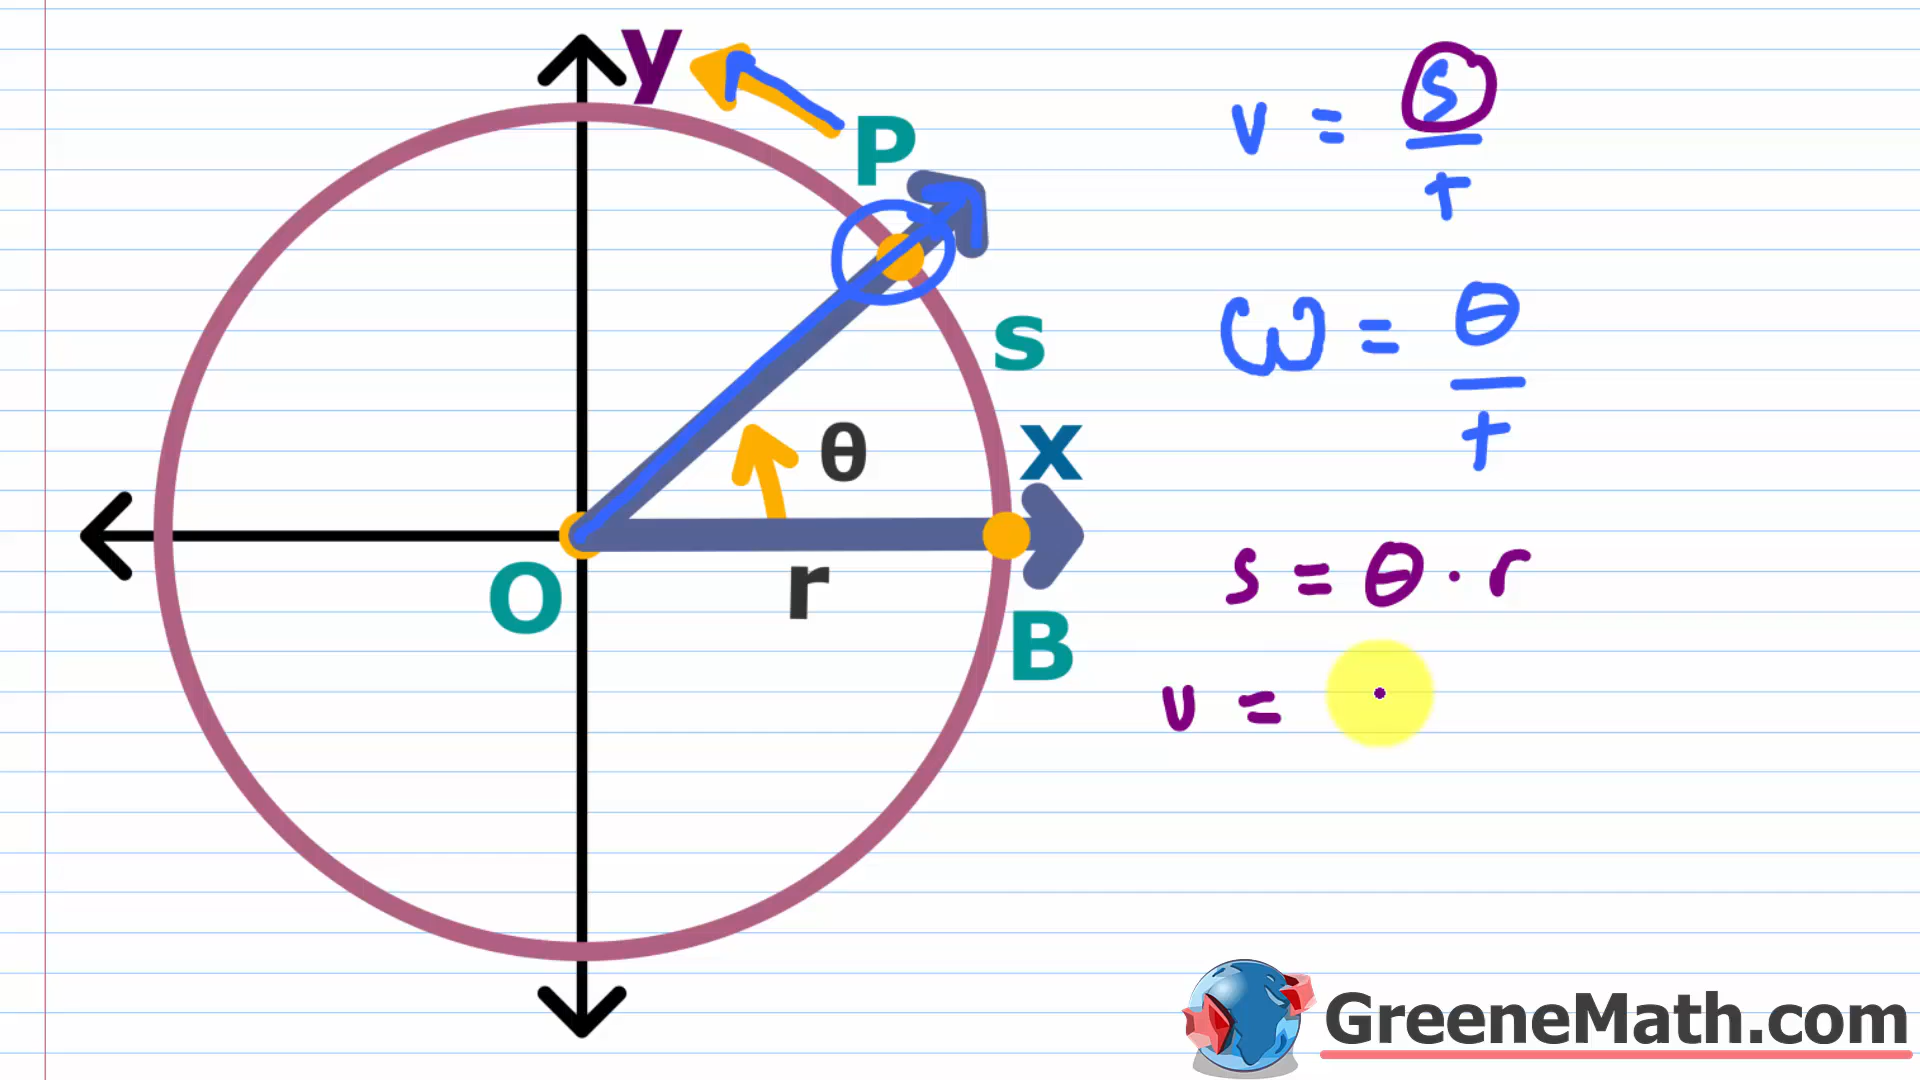 y
P
s
x
θ
O
r
B
v = s/t
ω = θ/t
s = θ · r
v =
GreeneMath.com